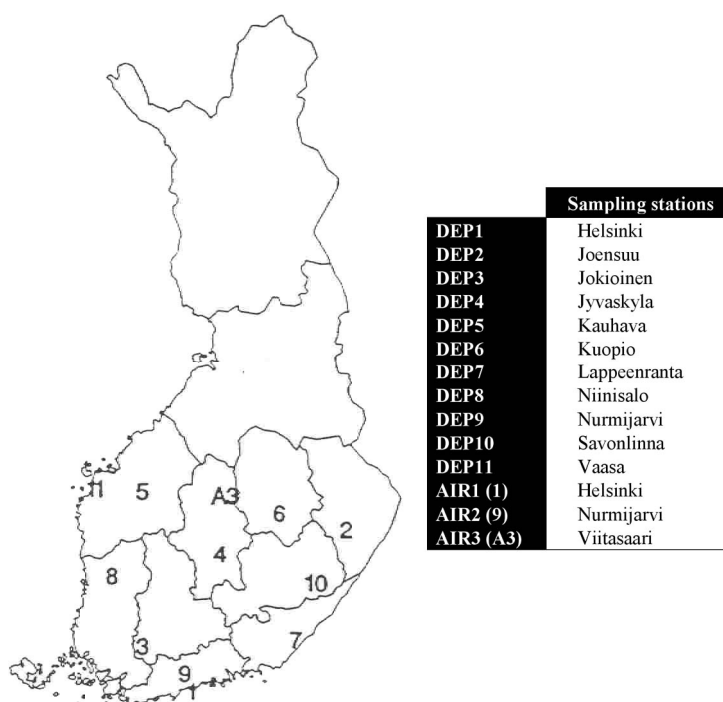 Sampling stations
DEP1 Helsinki
DEP2 Joensuu
DEP3 Jokioinen
DEP4 Jyvaskyla
DEP5 Kauhava
DEP6 Kuopio
DEP7 Lappeenranta
DEP8 Niinisalo
DEP9 Nurmijarvi
DEP10 Savonlinna
DEP11 Vaasa
AIR1 (1) Helsinki
AIR2 (9) Nurmijarvi
AIR3 (A3) Viitasaari
11
5
A3
6
2
4
8
10
7
3
9
1